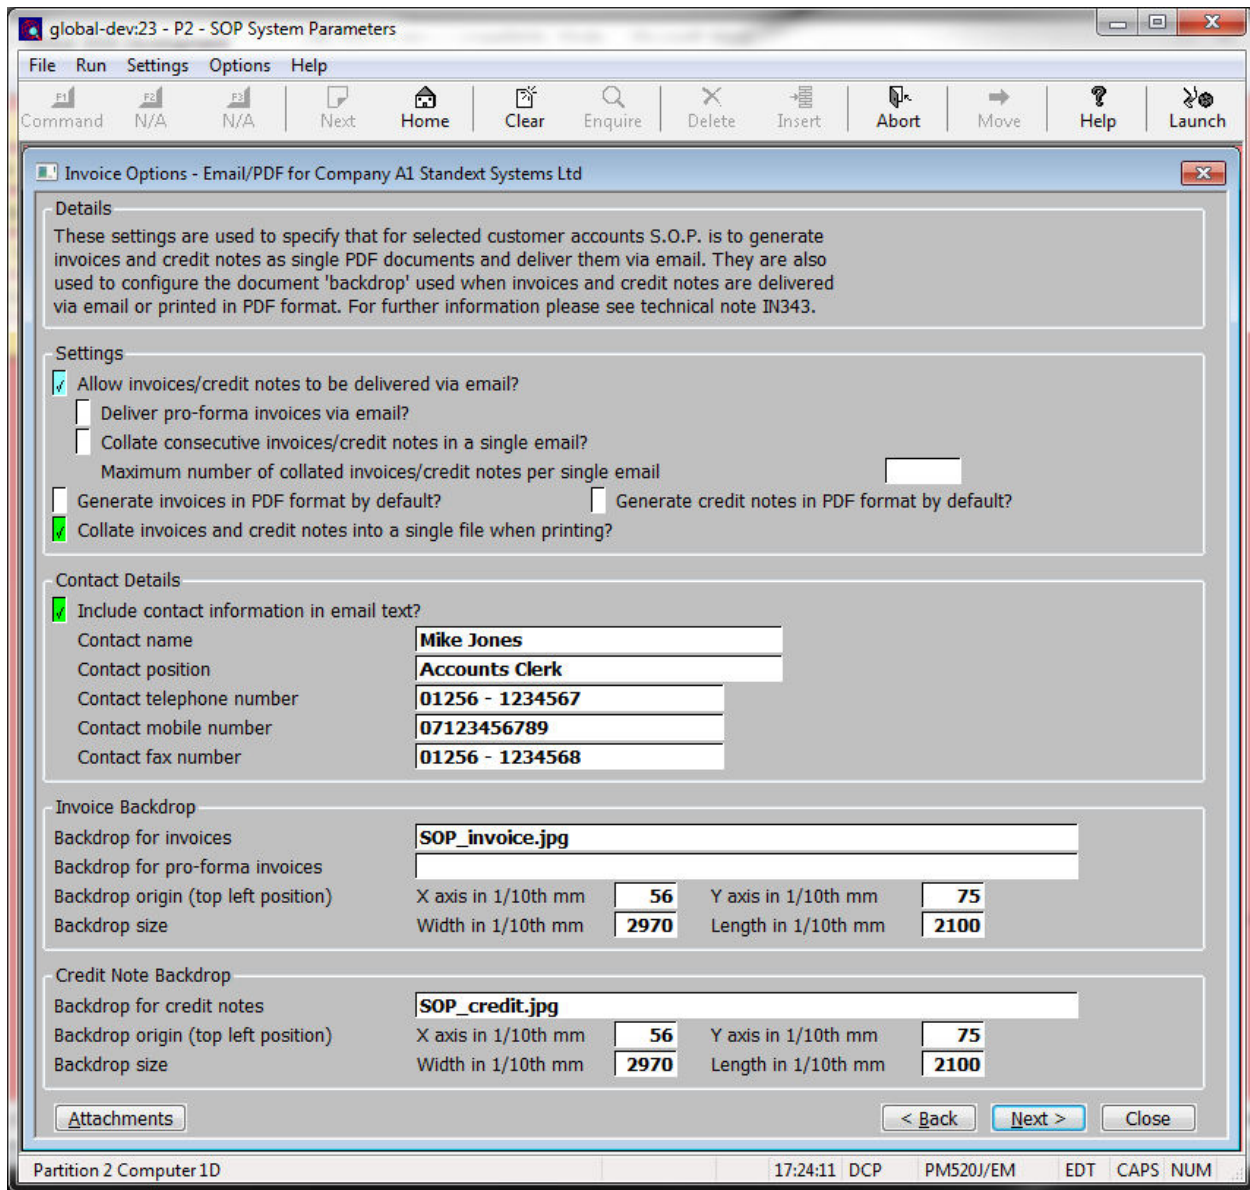 global-dev:23 - P2 - SOP System Parameters
File Run Settings Options Help
F1 F2 F3
Command N/A N/A Next Home Clear Enquire Delete Insert Abort Move Help Launch
Invoice Options - Email/PDF for Company A1 Standext Systems Ltd
Details
These settings are used to specify that for selected customer accounts S.O.P. is to generate
invoices and credit notes as single PDF documents and deliver them via email. They are also
used to configure the document 'backdrop' used when invoices and credit notes are delivered
via email or printed in PDF format. For further information please see technical note IN343.
Settings
Allow invoices/credit notes to be delivered via email?
Deliver pro-forma invoices via email?
Collate consecutive invoices/credit notes in a single email?
Maximum number of collated invoices/credit notes per single email
Generate invoices in PDF format by default? Generate credit notes in PDF format by default?
Collate invoices and credit notes into a single file when printing?
Contact Details
Include contact information in email text?
Contact name Mike Jones
Contact position Accounts Clerk
Contact telephone number 01256 - 1234567
Contact mobile number 07123456789
Contact fax number 01256 - 1234568
Invoice Backdrop
Backdrop for invoices SOP_invoice.jpg
Backdrop for pro-forma invoices
Backdrop origin (top left position) X axis in 1/10th mm 56 Y axis in 1/10th mm 75
Backdrop size Width in 1/10th mm 2970 Length in 1/10th mm 2100
Credit Note Backdrop
Backdrop for credit notes SOP_credit.jpg
Backdrop origin (top left position) X axis in 1/10th mm 56 Y axis in 1/10th mm 75
Backdrop size Width in 1/10th mm 2970 Length in 1/10th mm 2100
Attachments < Back Next > Close
Partition 2 Computer 1D 17:24:11 DCP PM520J/EM EDT CAPS NUM